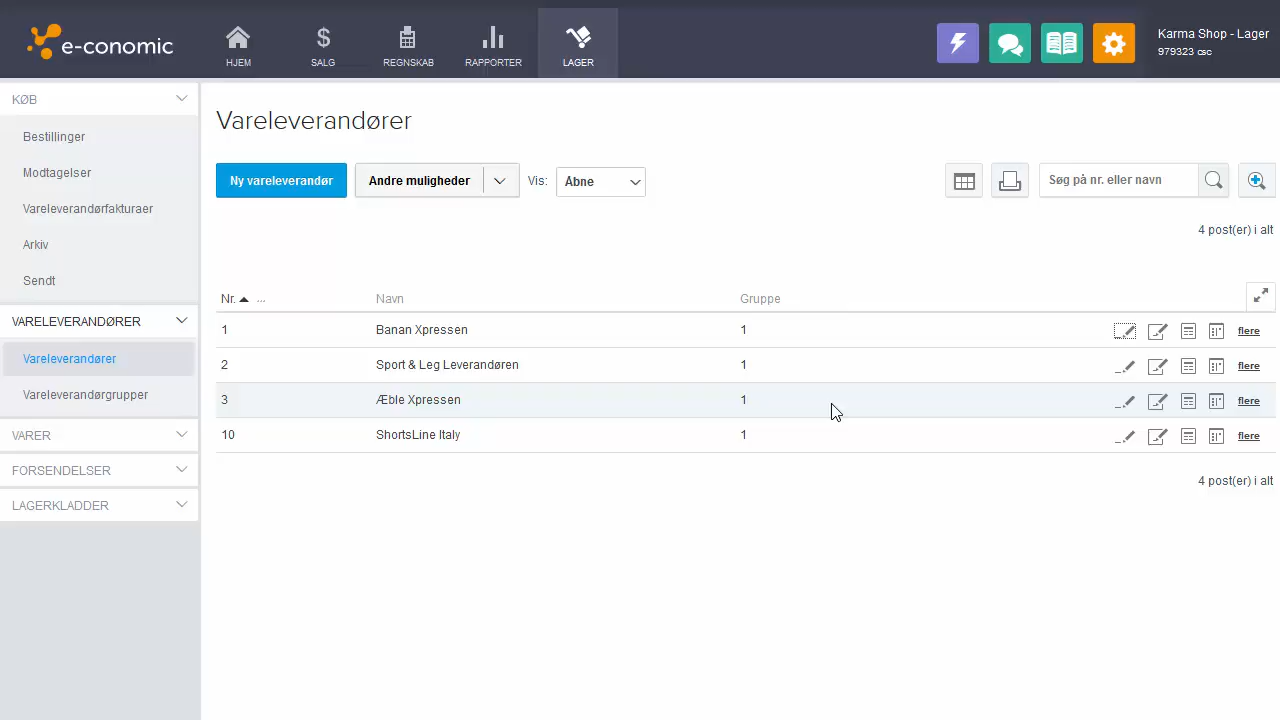 e-conomic
HJEM
SALG
REGNSKAB
RAPPORTER
LAGER
Karma Shop - Lager
979323 csc
KØB
Bestillinger
Modtagelser
Vareleverandørfakturaer
Arkiv
Sendt
VARELEVERANDØRER
Vareleverandører
Vareleverandørgrupper
VARER
FORSENDELSER
LAGERKLADDER
Vareleverandører
Ny vareleverandør
Andre muligheder
Vis:
Åbne
Søg på nr. eller navn
4 post(er) i alt
Nr. ... Navn Gruppe
1 Banan Xpressen 1 flere
2 Sport & Leg Leverandøren 1 flere
3 Æble Xpressen 1 flere
10 ShortsLine Italy 1 flere
4 post(er) i alt